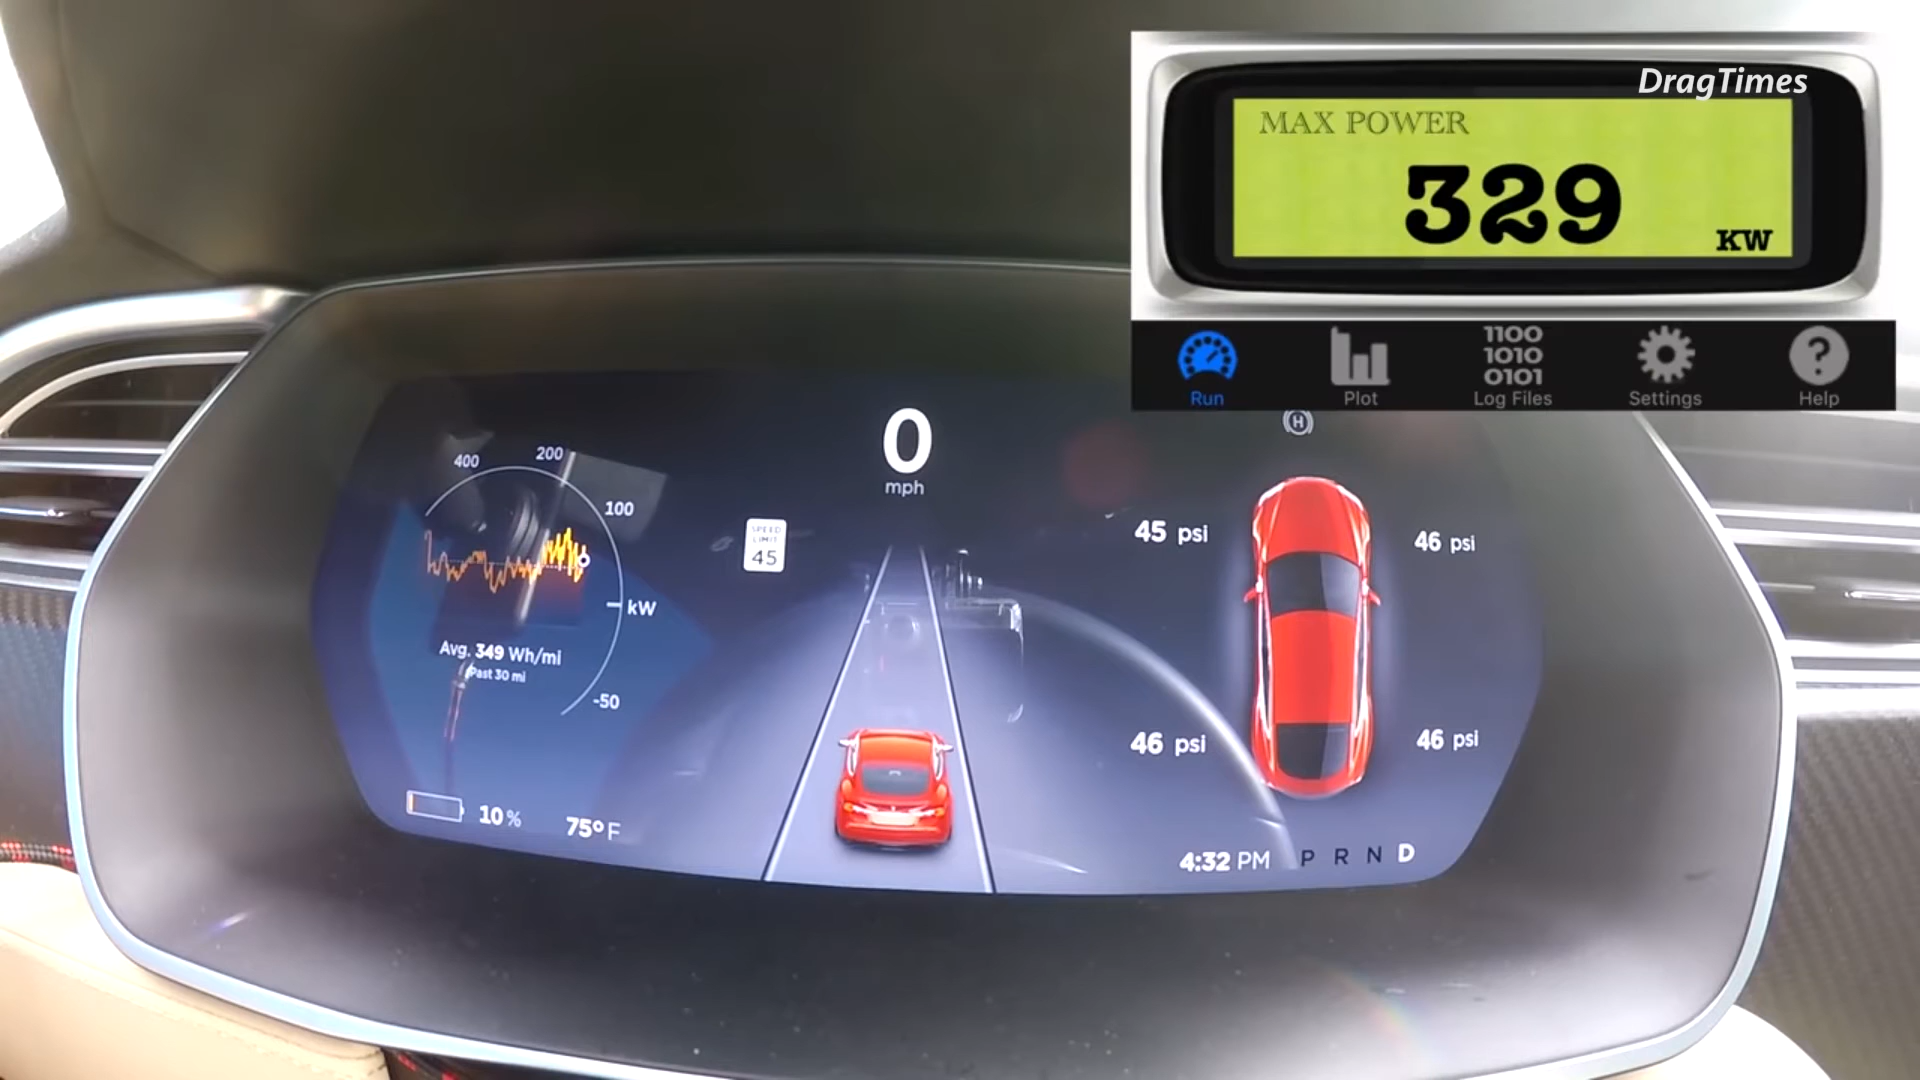 DragTimes
MAX POWER
329
KW
Run
Plot
1100
1010
0101
Log Files
Settings
Help
H
0
mph
400
200
100
kW
-50
Avg. 349 Wh/mi
Past 30 mi
SPEED
LIMIT
45
45 psi
46 psi
46 psi
46 psi
10%
75°F
4:32 PM
P R N D